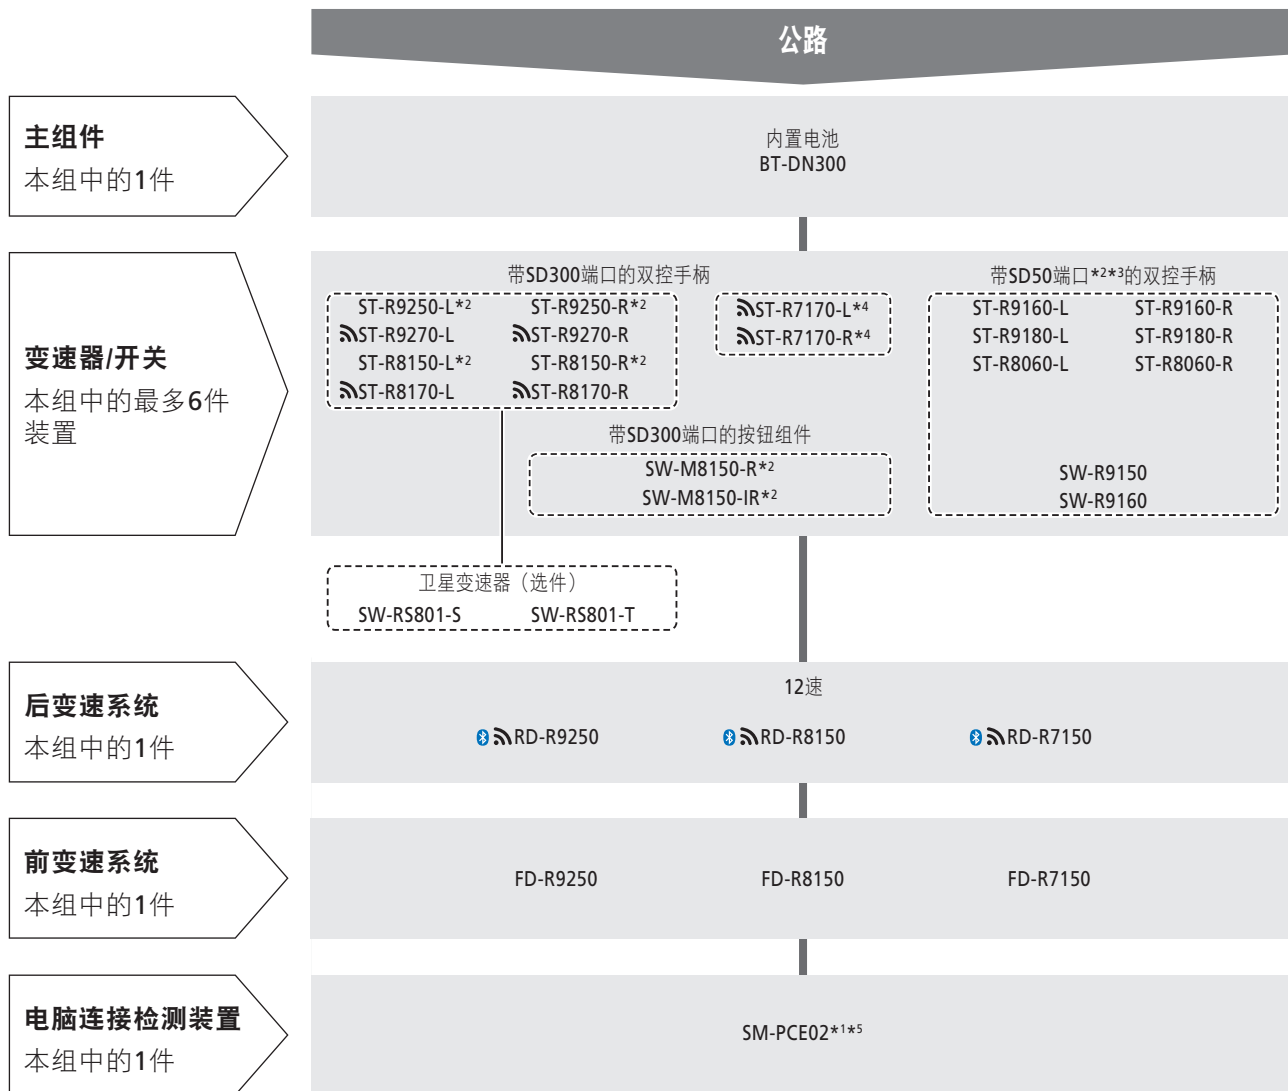 公路
主组件
本组中的1件
内置电池
BT-DN300
变速器/开关
本组中的最多6件
装置
带SD300端口的双控手柄
ST-R9250-L*2 ST-R9250-R*2
ST-R9270-L ST-R9270-R
ST-R8150-L*2 ST-R8150-R*2
ST-R8170-L ST-R8170-R
ST-R7170-L*4
ST-R7170-R*4
带SD50端口*2*3的双控手柄
ST-R9160-L ST-R9160-R
ST-R9180-L ST-R9180-R
ST-R8060-L ST-R8060-R
SW-R9150
SW-R9160
带SD300端口的按钮组件
SW-M8150-R*2
SW-M8150-IR*2
卫星变速器（选件）
SW-RS801-S SW-RS801-T
后变速系统
本组中的1件
12速
RD-R9250 RD-R8150 RD-R7150
前变速系统
本组中的1件
FD-R9250 FD-R8150 FD-R7150
电脑连接检测装置
本组中的1件
SM-PCE02*1*5